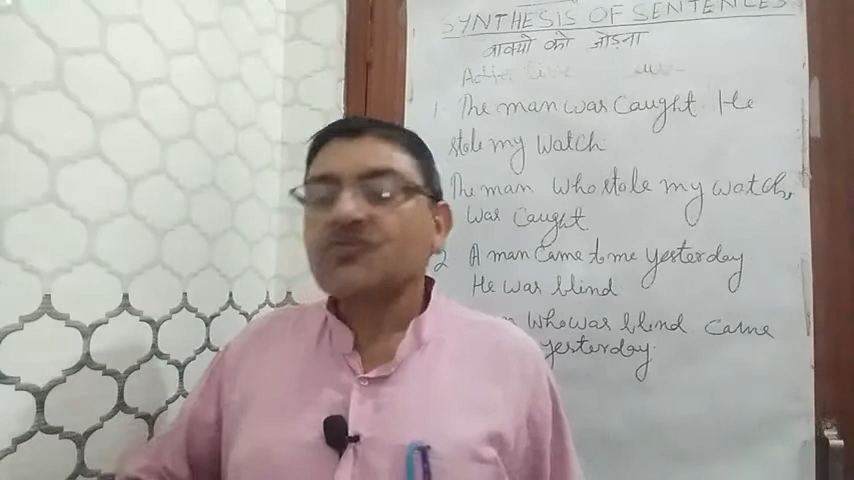 SYNTHESIS OF SENTENCES
वाक्यो को जोड़ना
1. The man was caught. He
stole my watch
The man who stole my watch,
was caught
2 A man came to me yesterday
He was blind
who was blind came
yesterday.